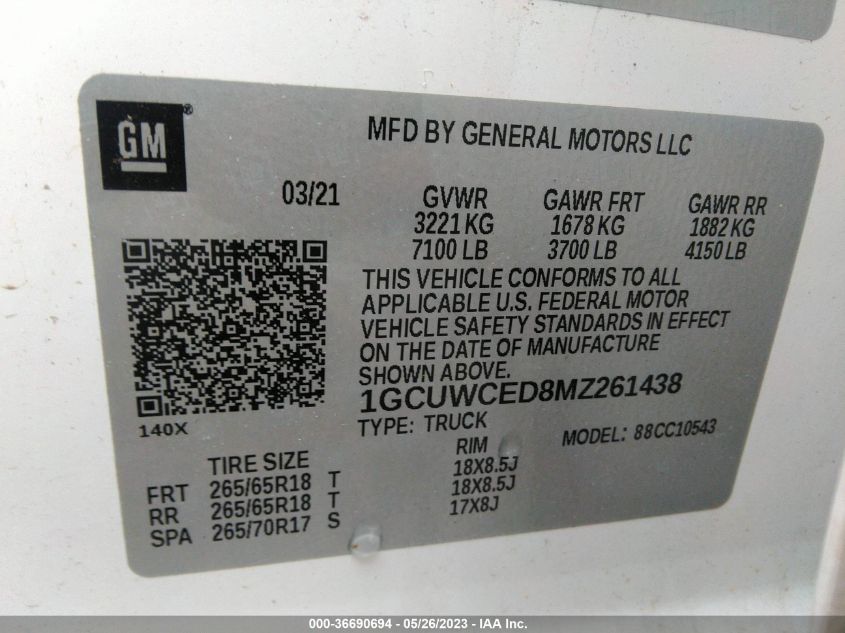 GM ®
MFD BY GENERAL MOTORS LLC
03/21 GVWR GAWR FRT GAWR RR
3221 KG 1678 KG 1882 KG
7100 LB 3700 LB 4150 LB
THIS VEHICLE CONFORMS TO ALL
APPLICABLE U.S. FEDERAL MOTOR
VEHICLE SAFETY STANDARDS IN EFFECT
ON THE DATE OF MANUFACTURE
SHOWN ABOVE.
1GCUWCED8MZ261438
140X
TYPE: TRUCK MODEL: 88CC10543
TIRE SIZE RIM
FRT 265/65R18 T 18X8.5J
RR 265/65R18 T 18X8.5J
SPA 265/70R17 S 17X8J
000-36690694 - 05/26/2023 - IAA Inc.